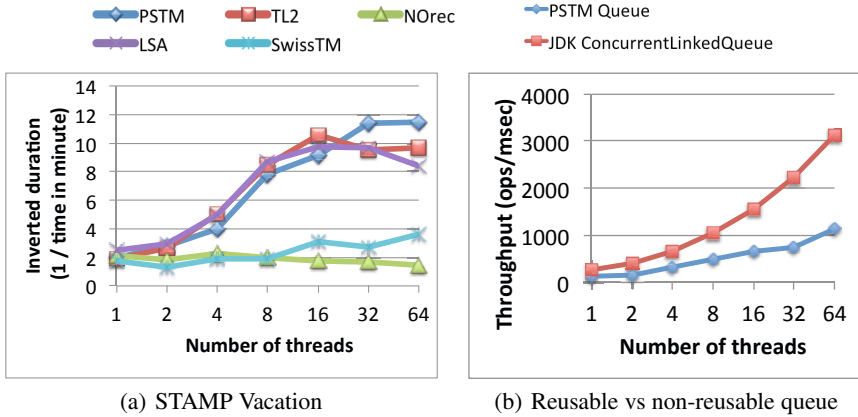 PSTM TL2 NOrec
LSA SwissTM
PSTM Queue
JDK ConcurrentLinkedQueue
Inverted duration
(1 / time in minute)
14
12
10
8
6
4
2
0
1 2 4 8 16 32 64
Number of threads
Throughput (ops/msec)
4000
3000
2000
1000
0
1 2 4 8 16 32 64
Number of threads
(a) STAMP Vacation
(b) Reusable vs non-reusable queue